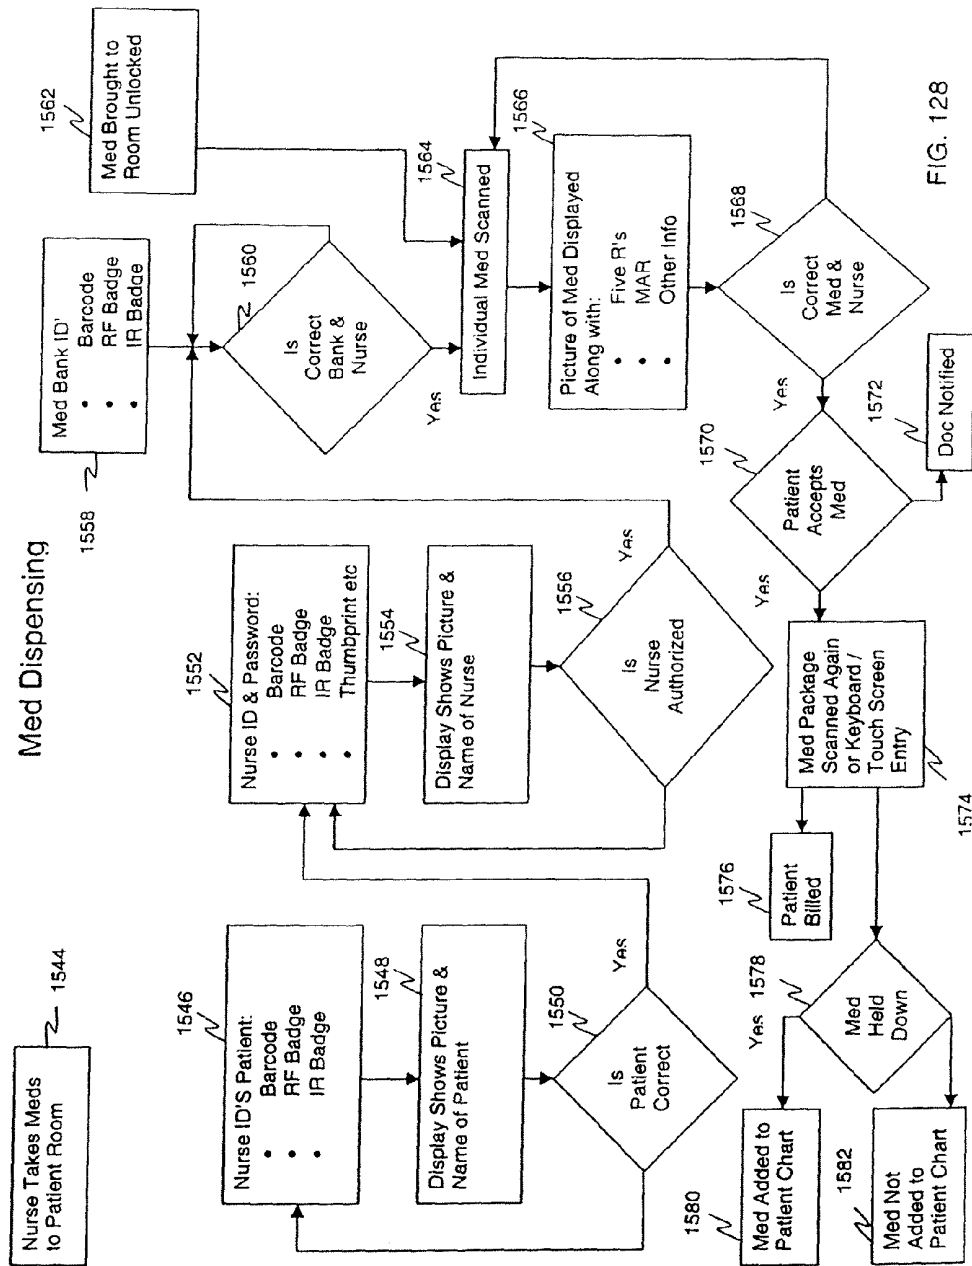 Med Dispensing
Nurse Takes Meds
to Patient Room
1544
1546
Nurse ID'S Patient:
• Barcode
• RF Badge
• IR Badge
1548
Display Shows Picture &
Name of Patient
1550
Is
Patient
Correct
Yes
1552
Nurse ID & Password:
• Barcode
• RF Badge
• IR Badge
• Thumbprint etc
1554
Display Shows Picture &
Name of Nurse
1556
Is
Nurse
Authorized
Yes
1558
Med Bank ID'
• Barcode
• RF Badge
• IR Badge
1560
Is
Correct
Bank &
Nurse
Yes
1562
Med Brought to
Room Unlocked
1564
Individual Med Scanned
1566
Picture of Med Displayed
Along with:
• Five R's
• MAR
• Other Info
1568
Is
Correct
Med &
Nurse
Yes
1570
Patient
Accepts
Med
1572
Doc Notified
Yes
Med Package
Scanned Again
or Keyboard /
Touch Screen
Entry
1574
1576
Patient
Billed
1578
Med
Held
Down
Yes
1580
Med Added to
Patient Chart
1582
Med Not
Added to
Patient Chart
FIG. 128